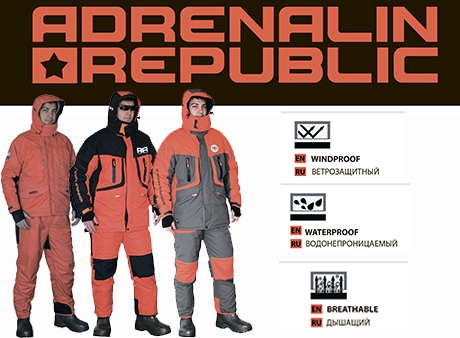 ADRENALIN
REPUBLIC
EN WINDPROOF
RU ВЕТРОЗАЩИТНЫЙ
EN WATERPROOF
RU ВОДОНЕПРОНИЦАЕМЫЙ
EN BREATHABLE
RU ДЫШАЩИЙ